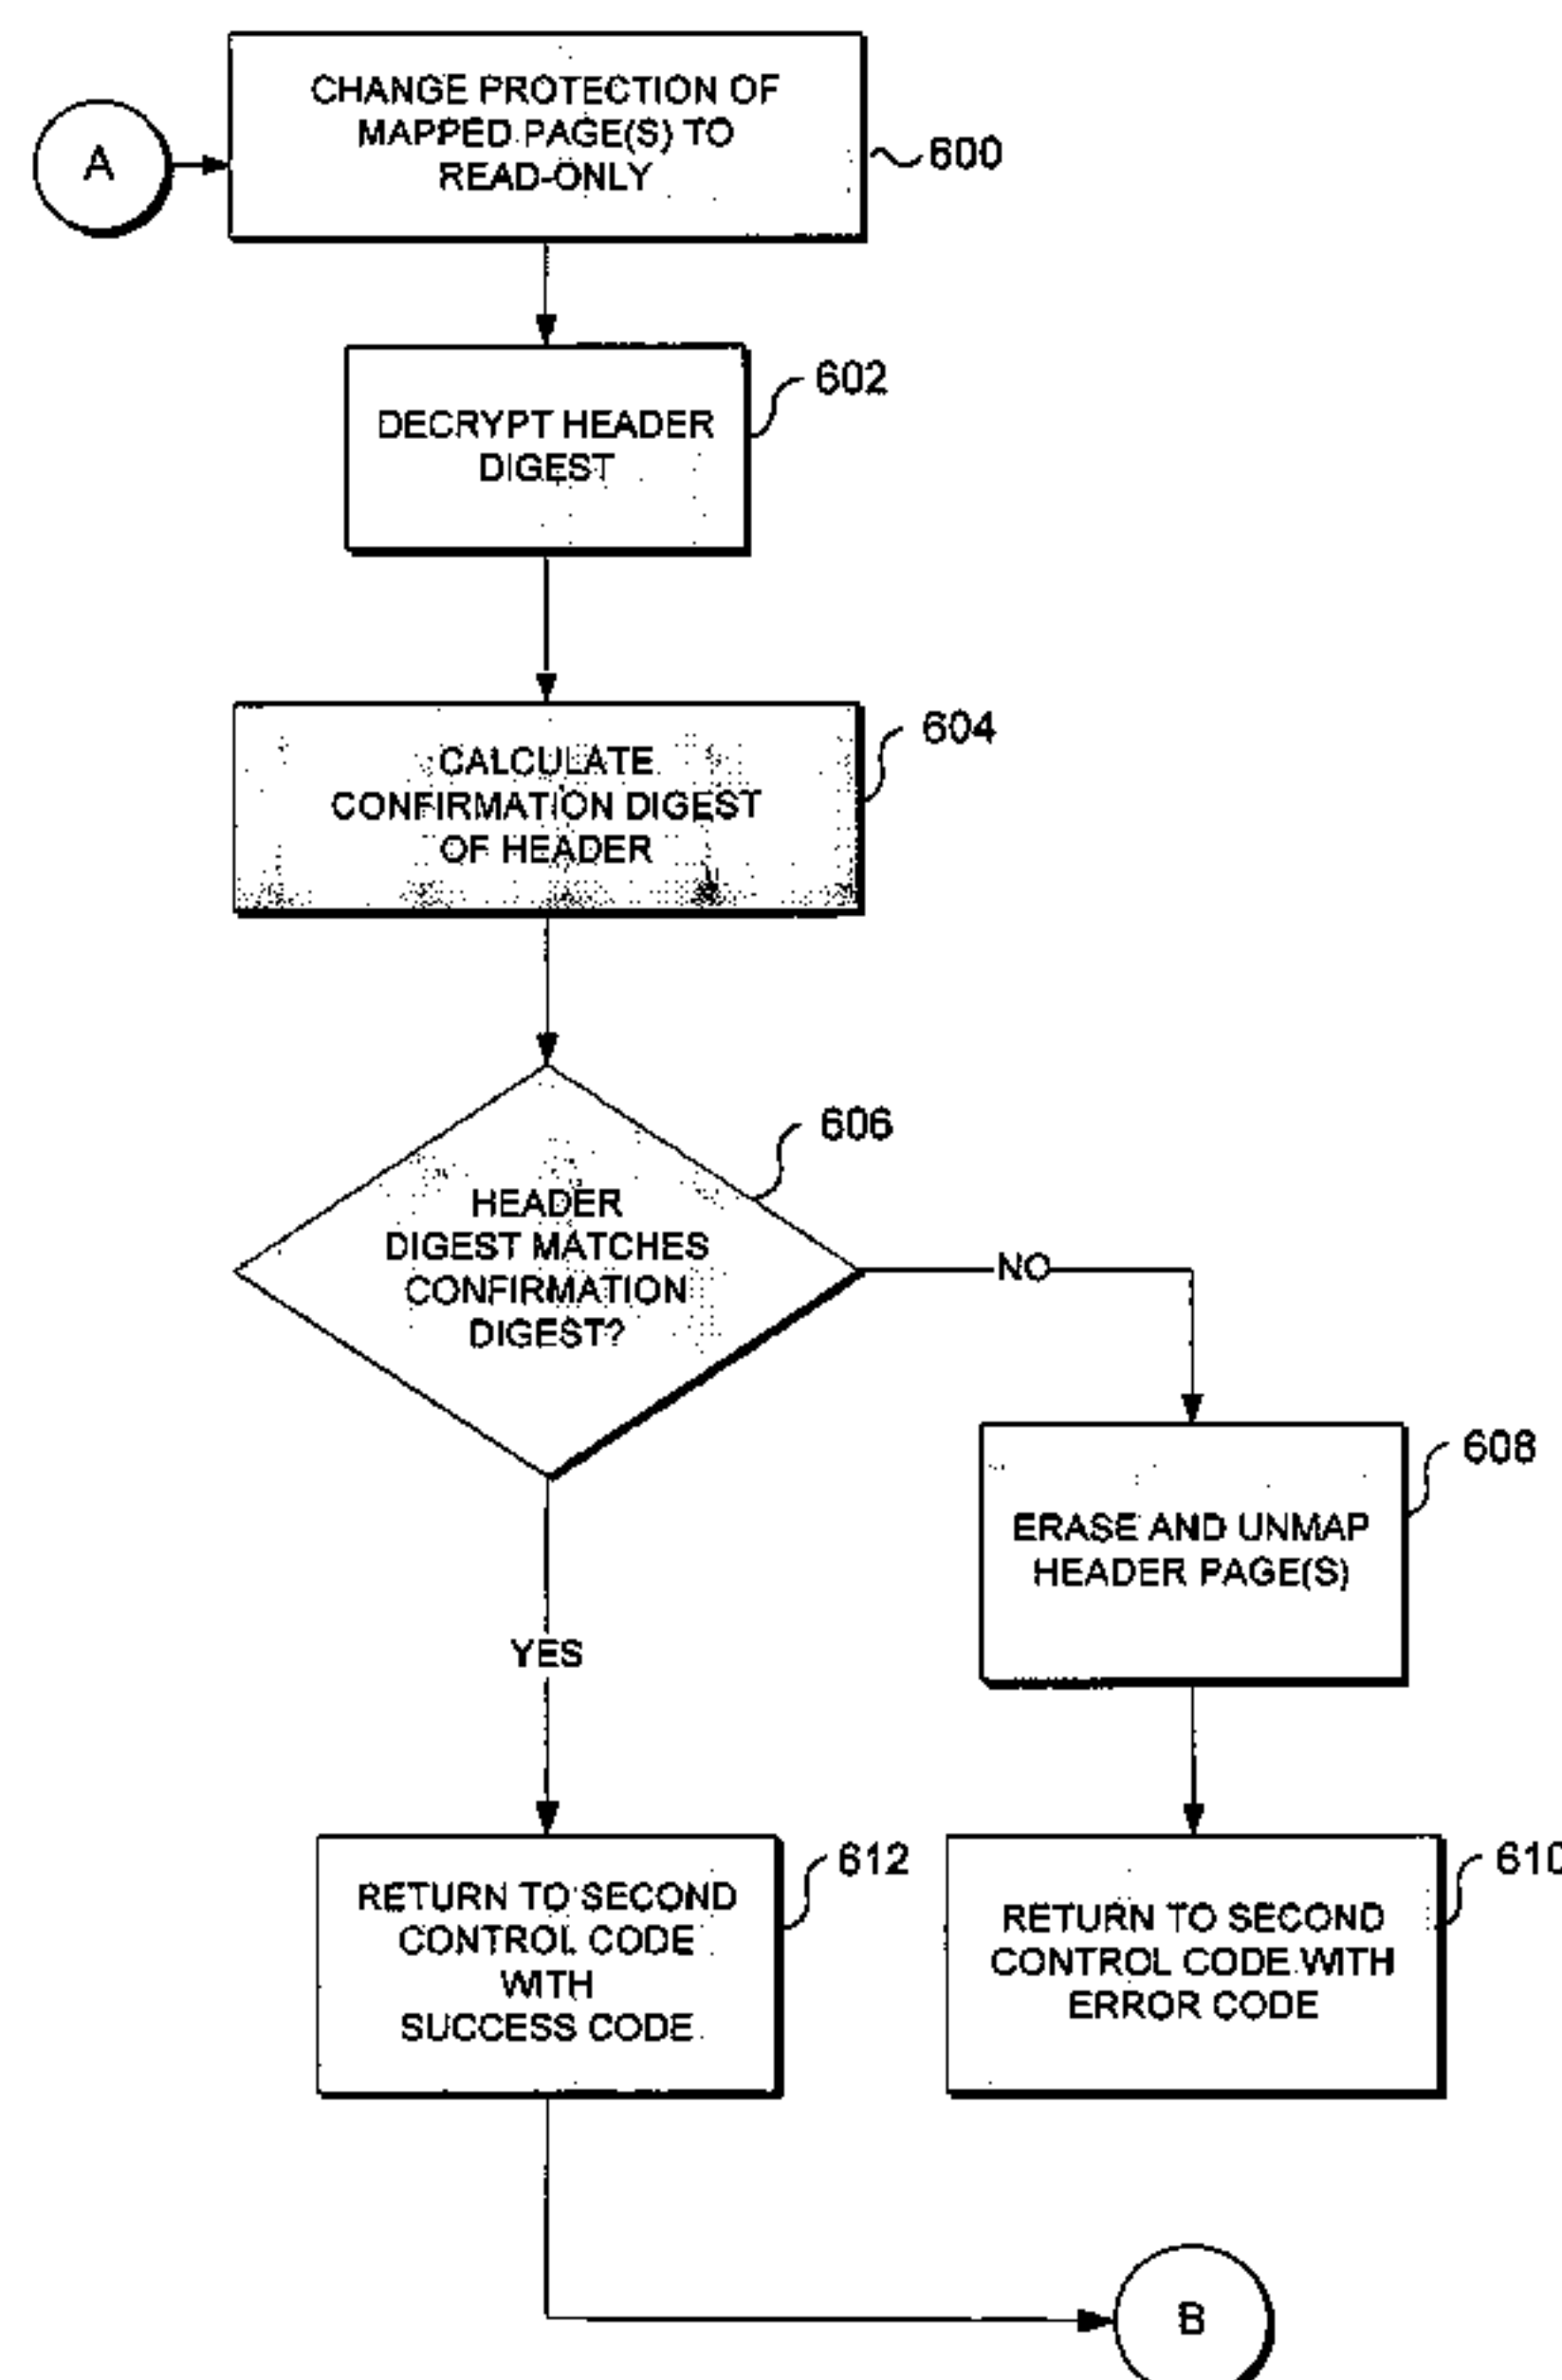 A
CHANGE PROTECTION OF
MAPPED PAGE(S) TO
READ-ONLY
600
DECRYPT HEADER
DIGEST
602
CALCULATE
CONFIRMATION DIGEST
OF HEADER
604
HEADER
DIGEST MATCHES
CONFIRMATION
DIGEST?
606
NO
ERASE AND UNMAP
HEADER PAGE(S)
608
YES
RETURN TO SECOND
CONTROL CODE
WITH
SUCCESS CODE
612
RETURN TO SECOND
CONTROL CODE WITH
ERROR CODE
610
B